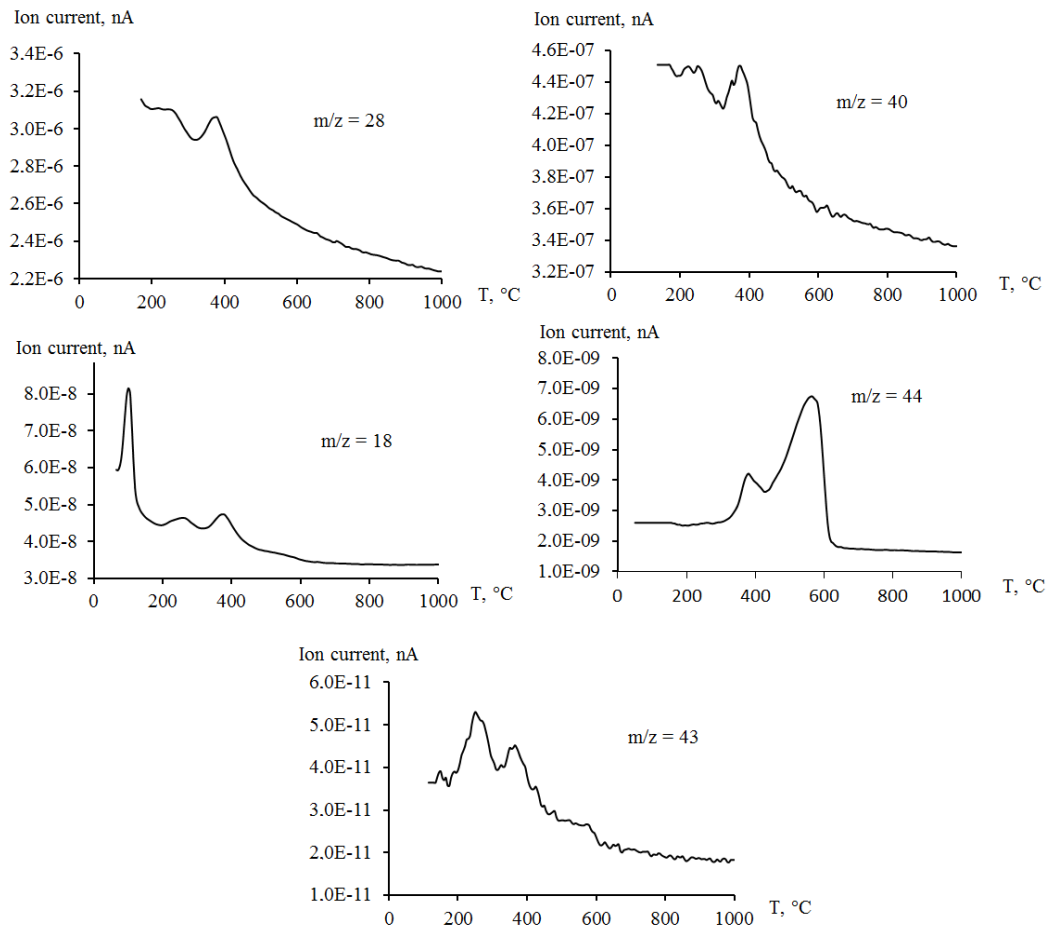 Ion current, nA
3.4E-6
3.2E-6
3.0E-6
2.8E-6
2.6E-6
2.4E-6
2.2E-6
m/z = 28
0 200 400 600 800 1000
T, °C
Ion current, nA
4.6E-07
4.4E-07
4.2E-07
4.0E-07
3.8E-07
3.6E-07
3.4E-07
3.2E-07
m/z = 40
0 200 400 600 800 1000
T, °C
Ion current, nA
8.0E-8
7.0E-8
6.0E-8
5.0E-8
4.0E-8
3.0E-8
m/z = 18
0 200 400 600 800 1000
T, °C
Ion current, nA
8.0E-09
7.0E-09
6.0E-09
5.0E-09
4.0E-09
3.0E-09
2.0E-09
1.0E-09
m/z = 44
0 200 400 600 800 1000
T, °C
Ion current, nA
6.0E-11
5.0E-11
4.0E-11
3.0E-11
2.0E-11
1.0E-11
m/z = 43
0 200 400 600 800 1000
T, °C